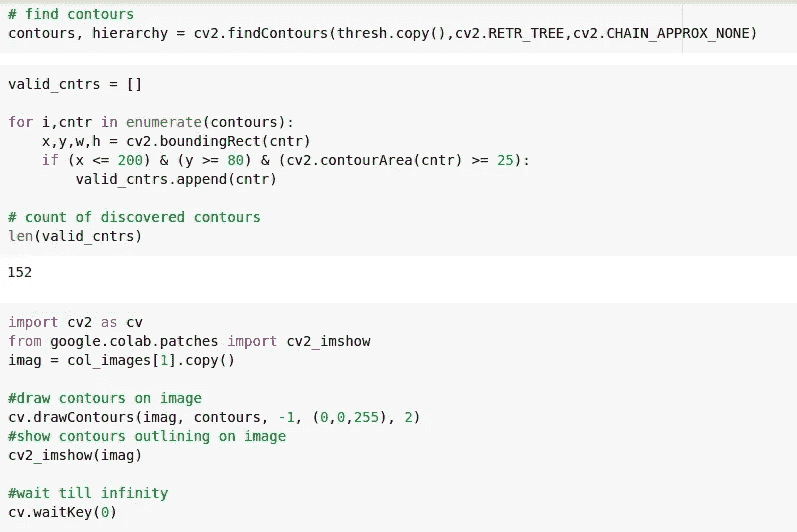 # find contours
contours, hierarchy = cv2.findContours(thresh.copy(),cv2.RETR_TREE,cv2.CHAIN_APPROX_NONE)
valid_cntrs = []
for i,cntr in enumerate(contours):
    x,y,w,h = cv2.boundingRect(cntr)
    if (x <= 200) & (y >= 80) & (cv2.contourArea(cntr) >= 25):
        valid_cntrs.append(cntr)
# count of discovered contours
len(valid_cntrs)
152
import cv2 as cv
from google.colab.patches import cv2_imshow
imag = col_images[1].copy()
#draw contours on image
cv.drawContours(imag, contours, -1, (0,0,255), 2)
#show contours outlining on image
cv2_imshow(imag)
#wait till infinity
cv.waitKey(0)